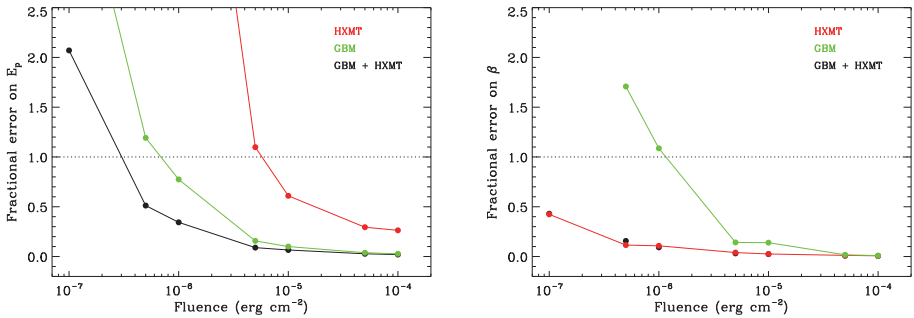 2.5
2.0
1.5
1.0
0.5
0.0
Fractional error on E_p
HXMT
GBM
GBM + HXMT
10^-7
10^-6
10^-5
10^-4
Fluence (erg cm^-2)
2.5
2.0
1.5
1.0
0.5
0.0
Fractional error on β
HXMT
GBM
GBM + HXMT
10^-7
10^-6
10^-5
10^-4
Fluence (erg cm^-2)